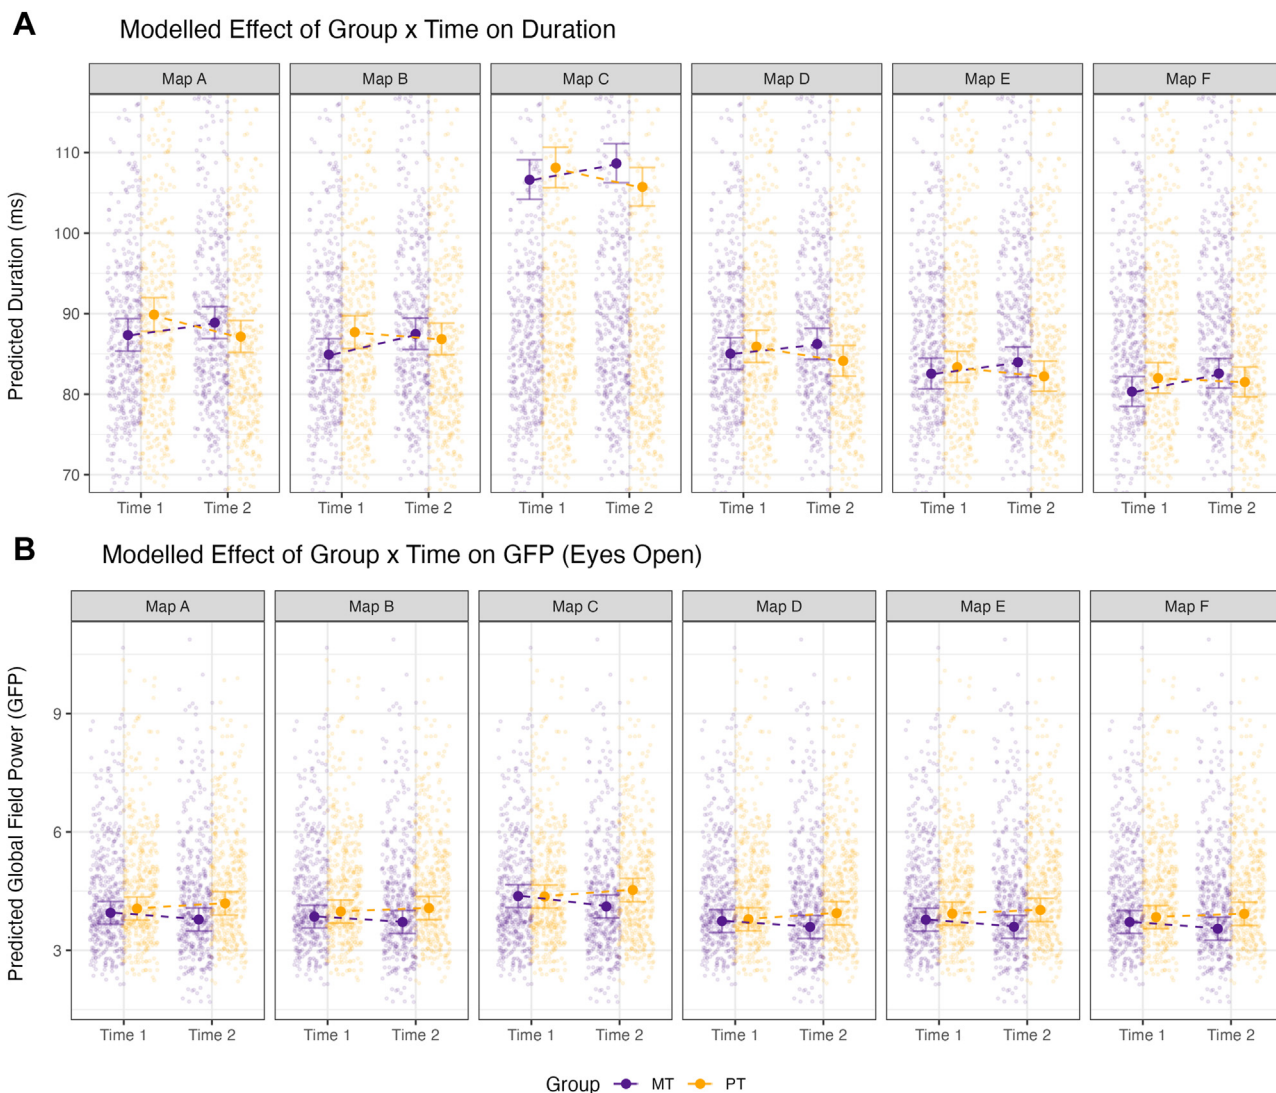 A
Modelled Effect of Group x Time on Duration
Map A Map B Map C Map D Map E Map F
Predicted Duration (ms)
110
100
90
80
70
Time 1 Time 2 Time 1 Time 2 Time 1 Time 2 Time 1 Time 2 Time 1 Time 2 Time 1 Time 2
B
Modelled Effect of Group x Time on GFP (Eyes Open)
Map A Map B Map C Map D Map E Map F
Predicted Global Field Power (GFP)
9
6
3
Time 1 Time 2 Time 1 Time 2 Time 1 Time 2 Time 1 Time 2 Time 1 Time 2 Time 1 Time 2
Group MT PT